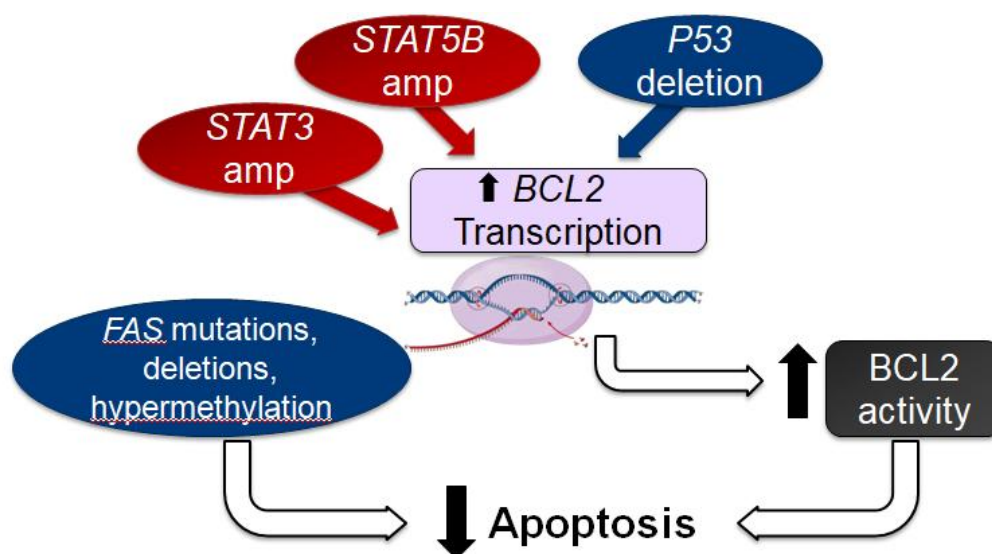 STAT5B
amp
P53
deletion
STAT3
amp
BCL2
Transcription
FAS mutations,
deletions,
hypermethylation
BCL2
activity
Apoptosis